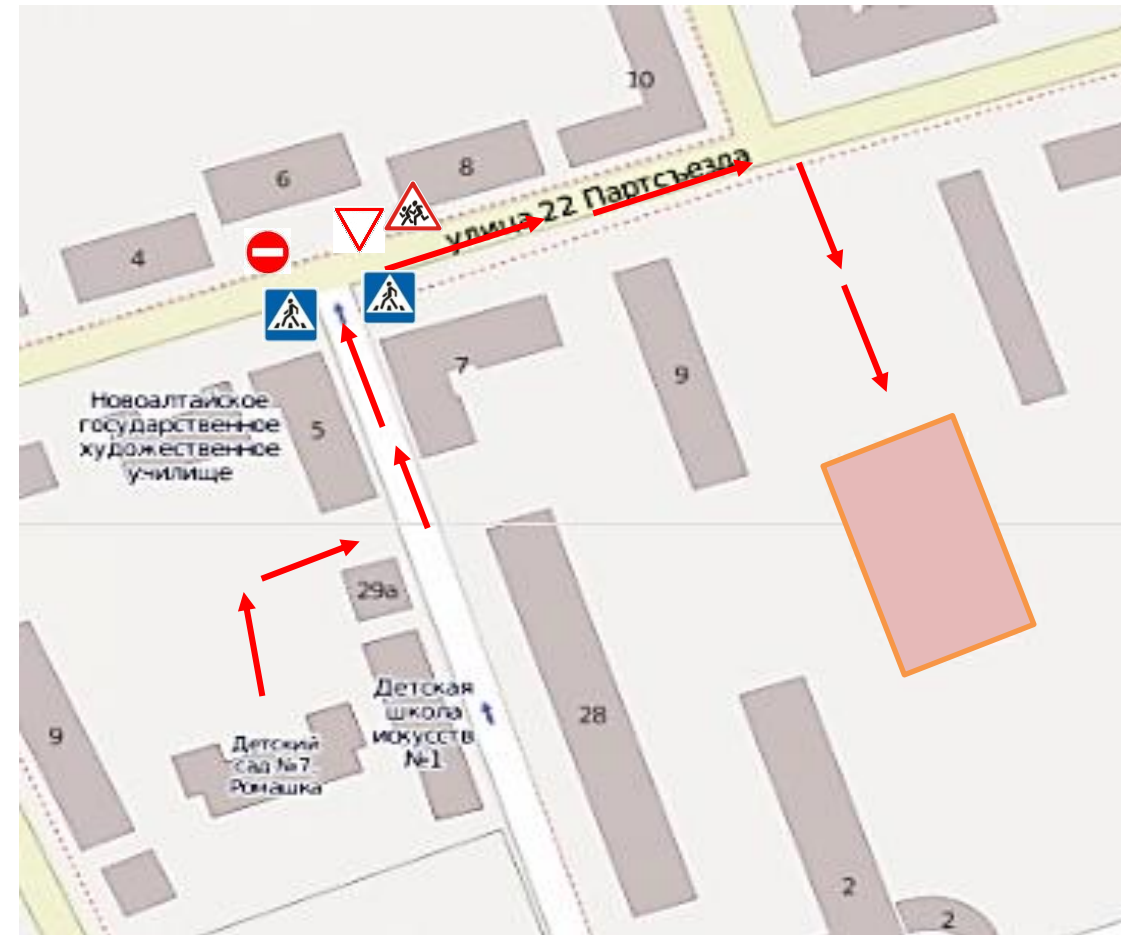 10
8
6
4
улица 22 Партсъезда
7
9
Новоалтайское
государственное
художественное
училище
5
29а
Детская
школа
искусств
№1
28
9
Детский
сад №7
Ромашка
2
2